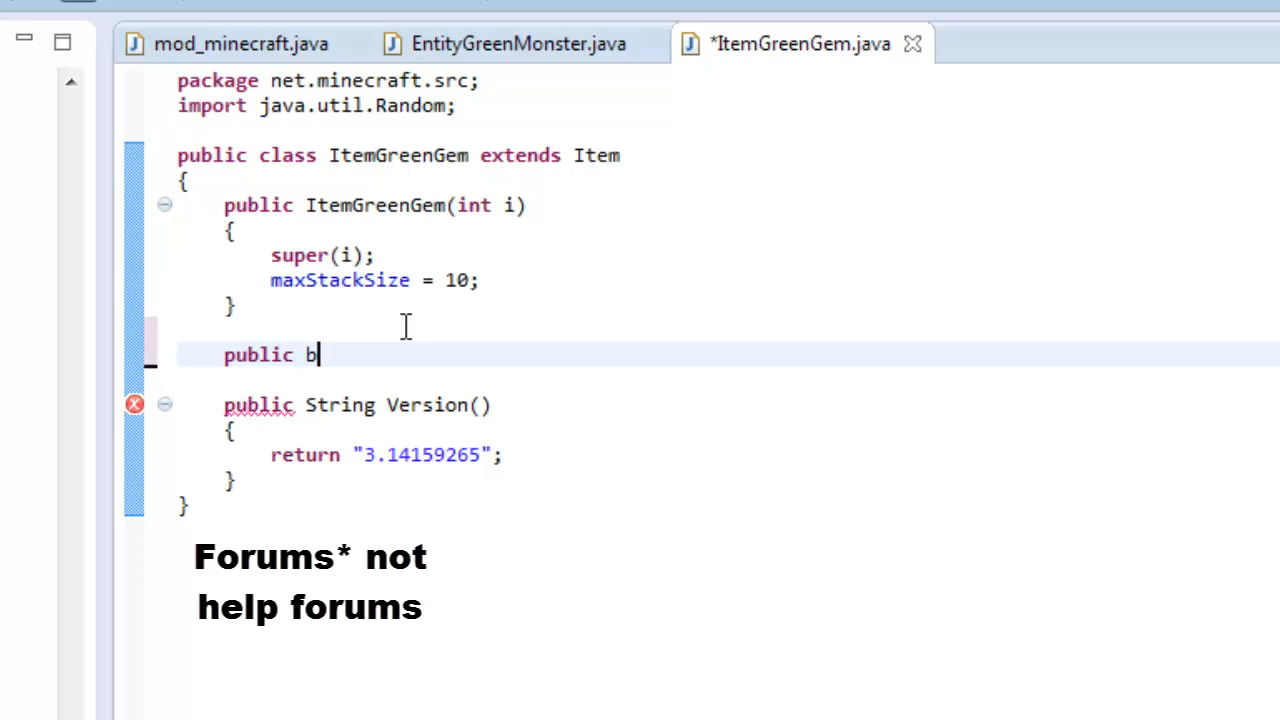 mod_minecraft.java EntityGreenMonster.java *ItemGreenGem.java
package net.minecraft.src;
import java.util.Random;
public class ItemGreenGem extends Item
{
public ItemGreenGem(int i)
{
super(i);
maxStackSize = 10;
}
public b
public String Version()
{
return "3.14159265";
}
}
Forums* not
help forums